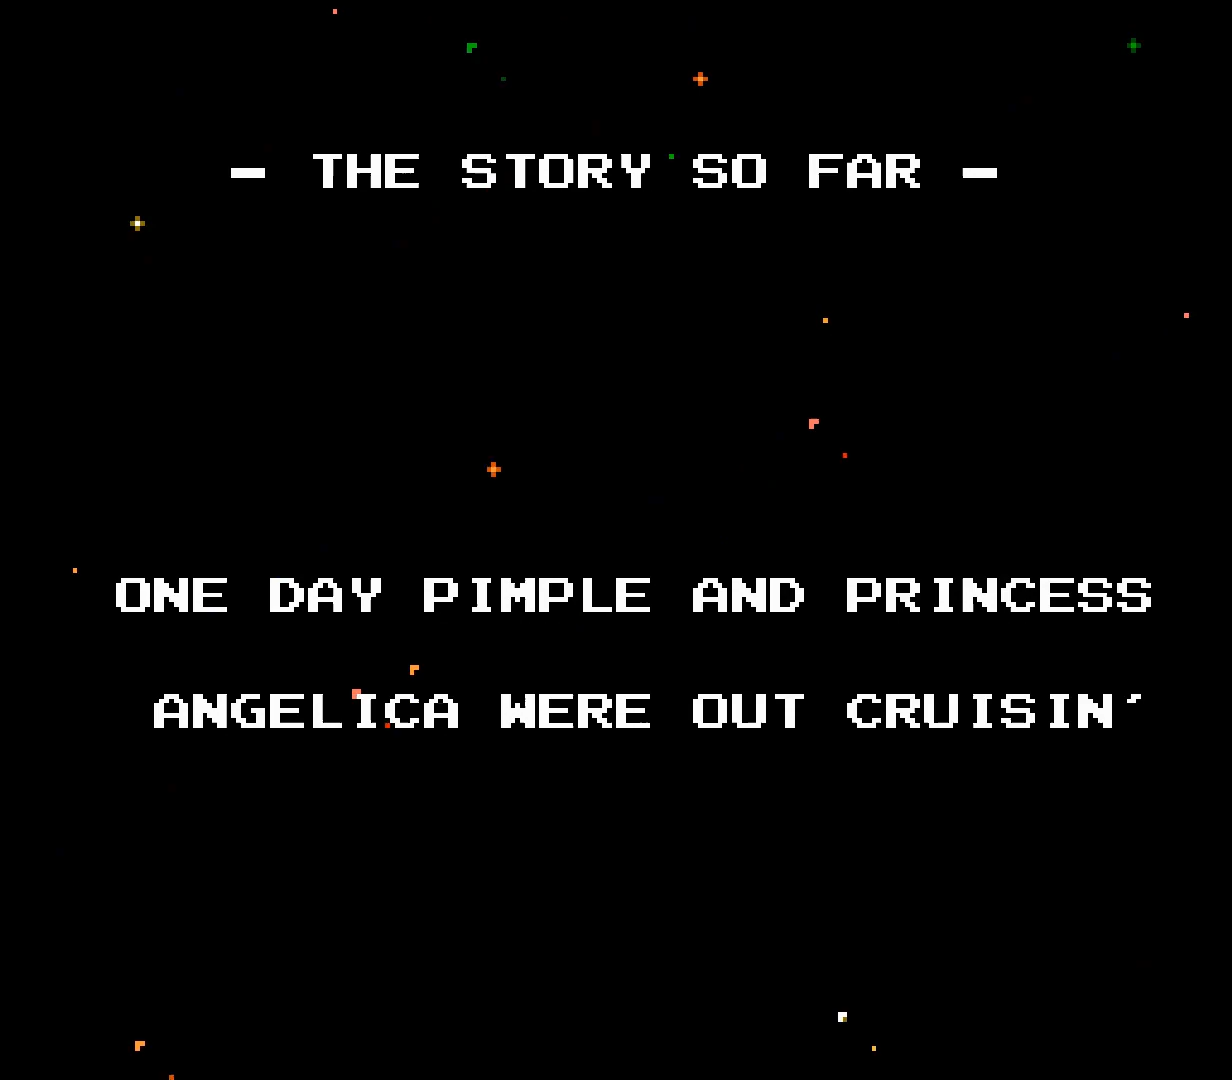 - THE STORY SO FAR -
ONE DAY PIMPLE AND PRINCESS
ANGELICA WERE OUT CRUISIN'